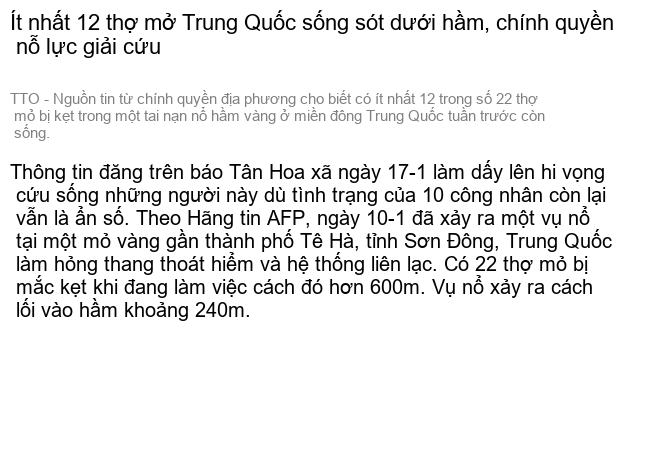 Ít nhất 12 thợ mở Trung Quốc sống sót dưới hầm, chính quyền
nỗ lực giải cứu
TTO - Nguồn tin từ chính quyền địa phương cho biết có ít nhất 12 trong số 22 thợ
mỏ bị kẹt trong một tai nạn nổ hầm vàng ở miền đông Trung Quốc tuần trước còn
sống.
Thông tin đăng trên báo Tân Hoa xã ngày 17-1 làm dấy lên hi vọng
cứu sống những người này dù tình trạng của 10 công nhân còn lại
vẫn là ẩn số. Theo Hãng tin AFP, ngày 10-1 đã xảy ra một vụ nổ
tại một mỏ vàng gần thành phố Tê Hà, tỉnh Sơn Đông, Trung Quốc
làm hỏng thang thoát hiểm và hệ thống liên lạc. Có 22 thợ mỏ bị
mắc kẹt khi đang làm việc cách đó hơn 600m. Vụ nổ xảy ra cách
lối vào hầm khoảng 240m.